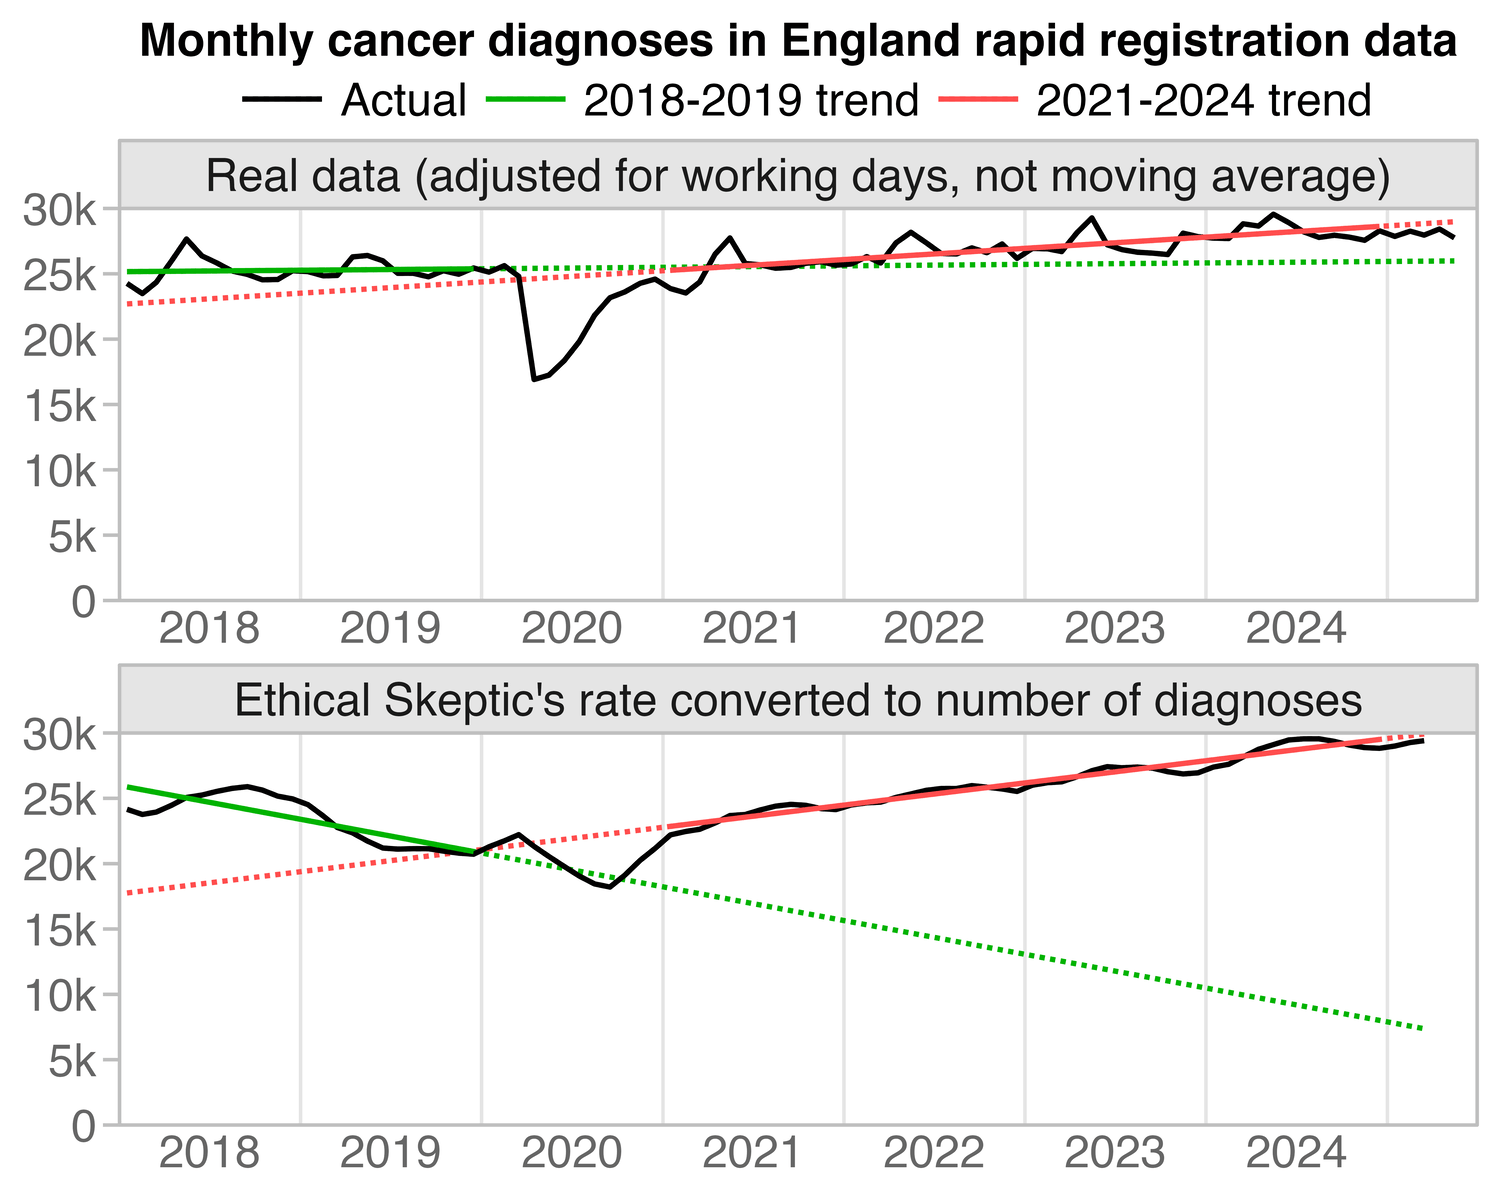 Monthly cancer diagnoses in England rapid registration data
Actual 2018-2019 trend 2021-2024 trend
Real data (adjusted for working days, not moving average)
30k
25k
20k
15k
10k
5k
0
2018 2019 2020 2021 2022 2023 2024
Ethical Skeptic's rate converted to number of diagnoses
30k
25k
20k
15k
10k
5k
0
2018 2019 2020 2021 2022 2023 2024